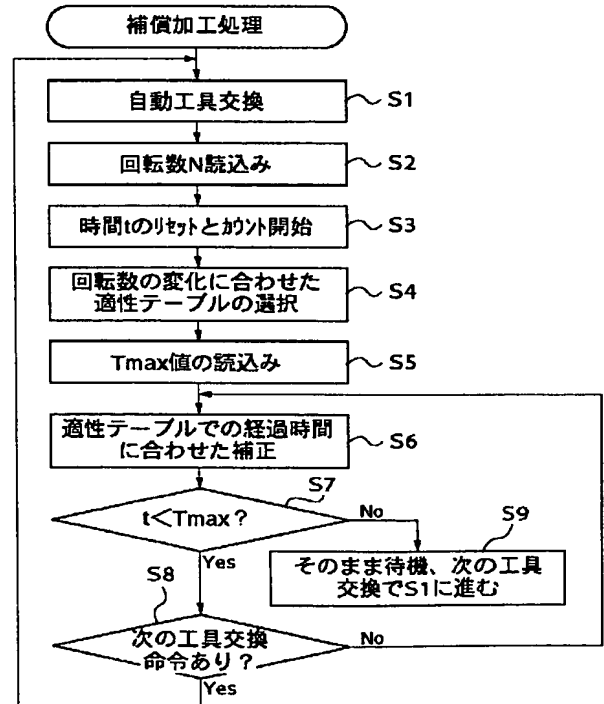 補償加工処理
自動工具交換
S1
回転数N読込み
S2
時間tのﾘｾｯﾄとｶｳﾝﾄ開始
S3
回転数の変化に合わせた
適性テーブルの選択
S4
Tmax値の読込み
S5
適性テーブルでの経過時間
に合わせた補正
S6
S7
t<Tmax?
No
Yes
S9
そのまま待機、次の工具
交換でS1に進む
S8
次の工具交換
命令あり?
No
Yes